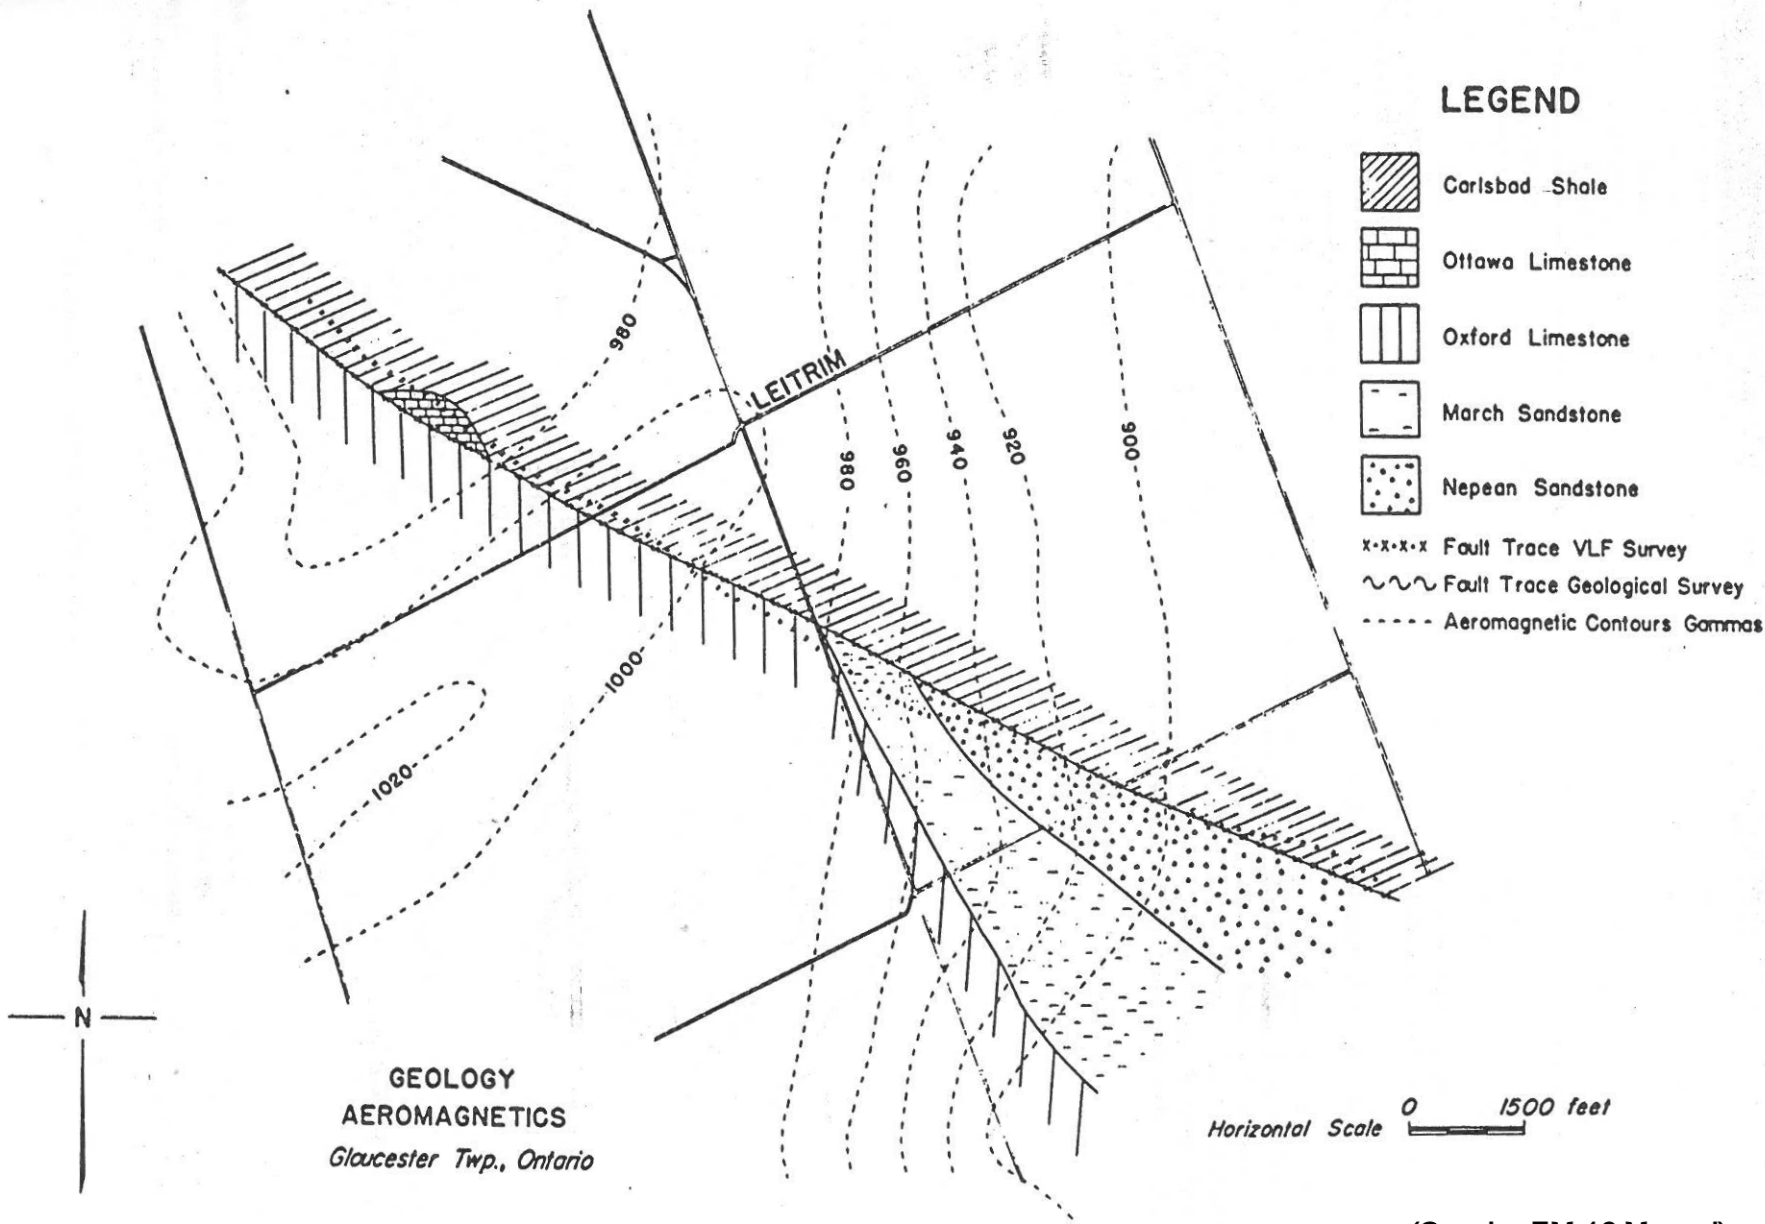 LEGEND
Carlsbad Shale
Ottawa Limestone
Oxford Limestone
March Sandstone
Nepean Sandstone
x-x-x-x Fault Trace VLF Survey
Fault Trace Geological Survey
Aeromagnetic Contours Gammas
980
LEITRIM
980
960
940
920
900
1000
1020
N
GEOLOGY
AEROMAGNETICS
Gloucester Twp., Ontario
Horizontal Scale
0 1500 feet